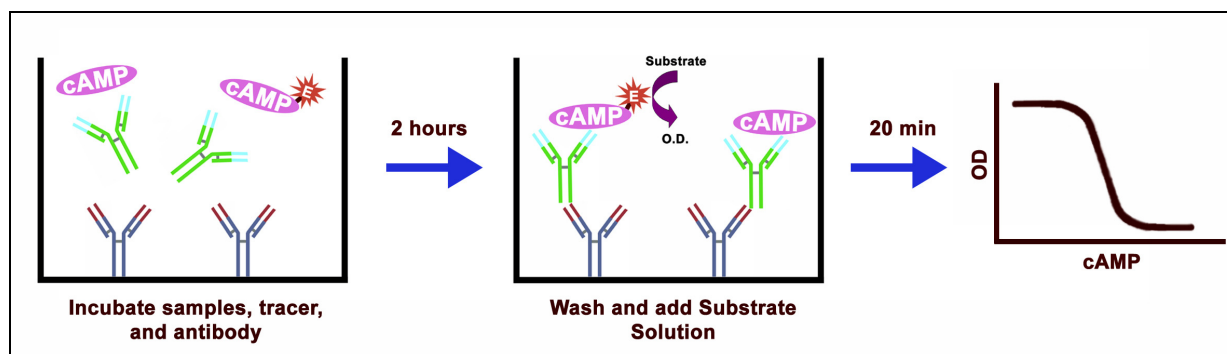 cAMP
cAMP
E
Incubate samples, tracer,
and antibody
2 hours
Substrate
E
cAMP
O.D.
cAMP
Wash and add Substrate
Solution
20 min
OD
cAMP